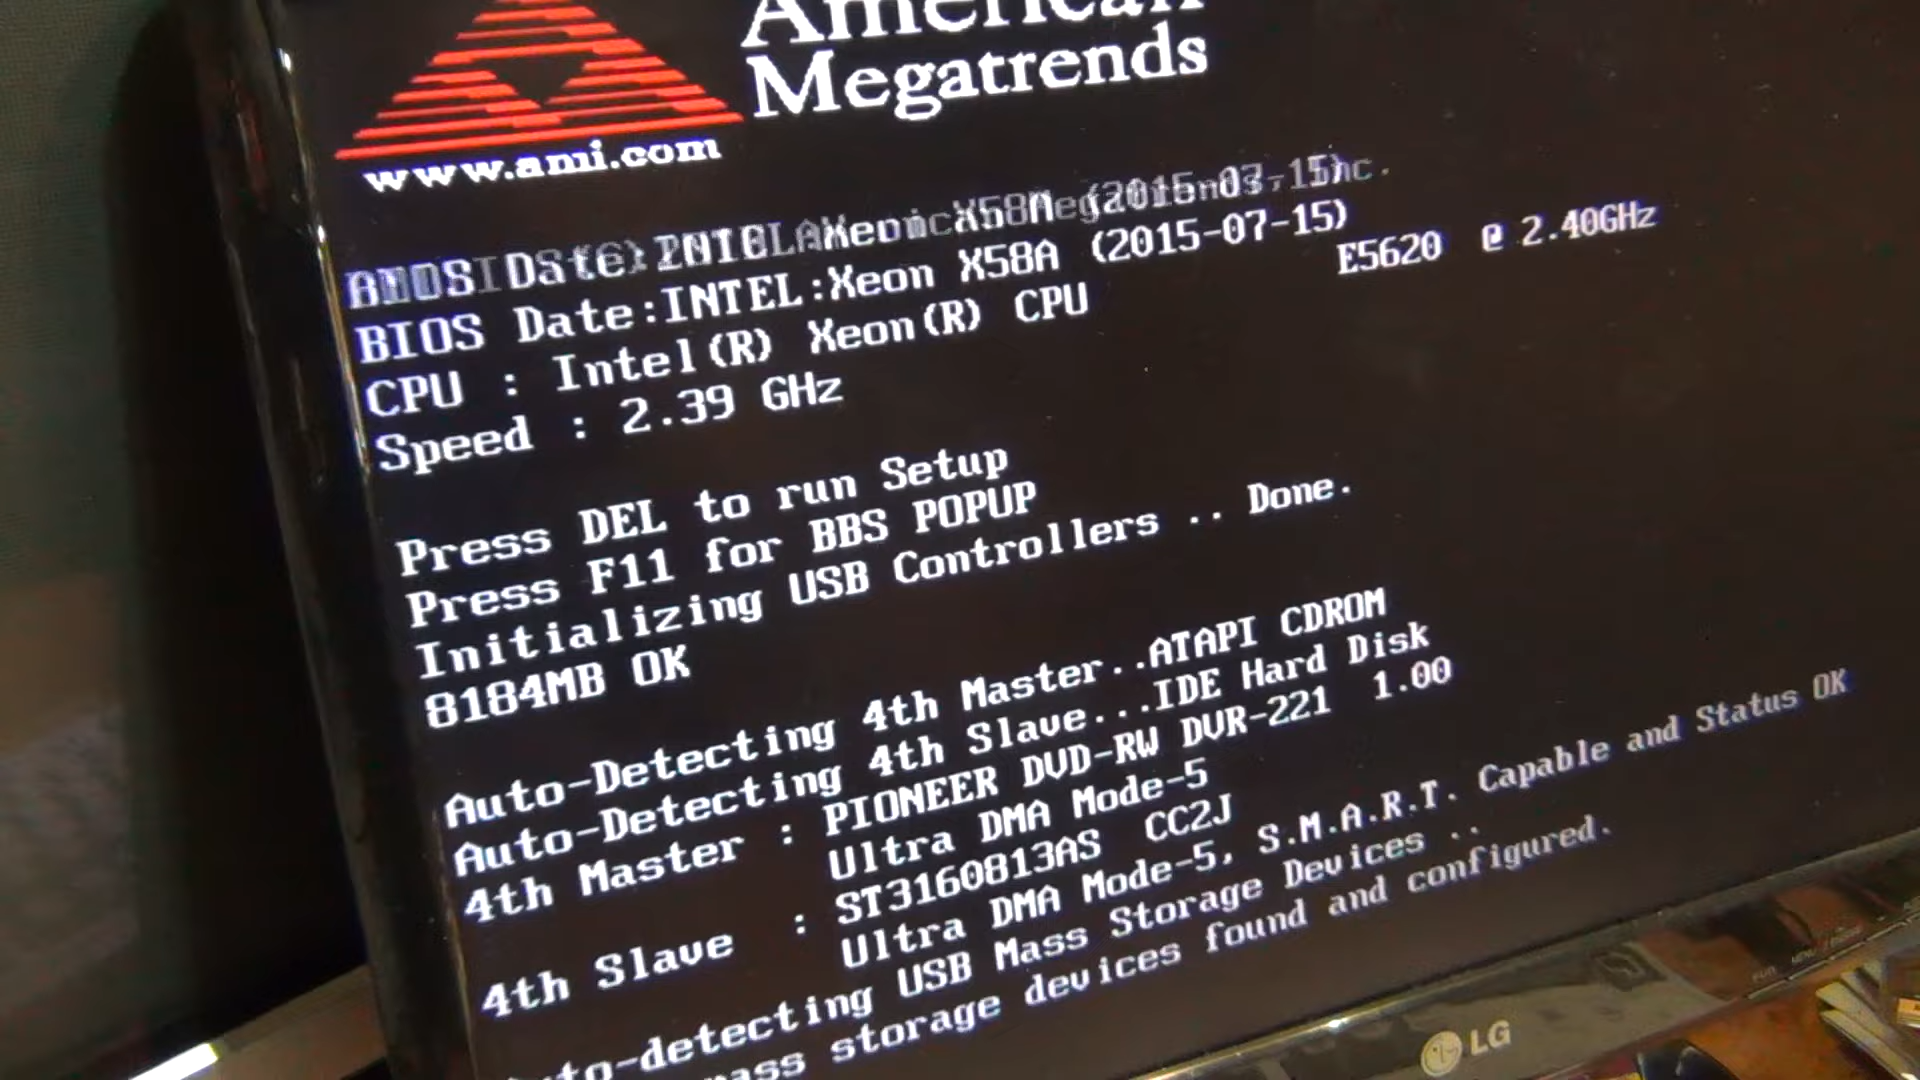 American
Megatrends
www.ami.com
BIOS Date:INTEL:Xeon X58A (2015-07-15)
CPU : Intel(R) Xeon(R) CPU E5620 @ 2.40GHz
Speed : 2.39 GHz
Press DEL to run Setup
Press F11 for BBS POPUP
Initializing USB Controllers .. Done.
8184MB OK
Auto-Detecting 4th Master..ATAPI CDROM
Auto-Detecting 4th Slave...IDE Hard Disk
4th Master : PIONEER DVD-RW DVR-221 1.00
Ultra DMA Mode-5
4th Slave : ST3160813AS CC2J
Ultra DMA Mode-5, S.M.A.R.T. Capable and Status OK
Auto-detecting USB Mass Storage Devices ..
mass storage devices found and configured.
LG